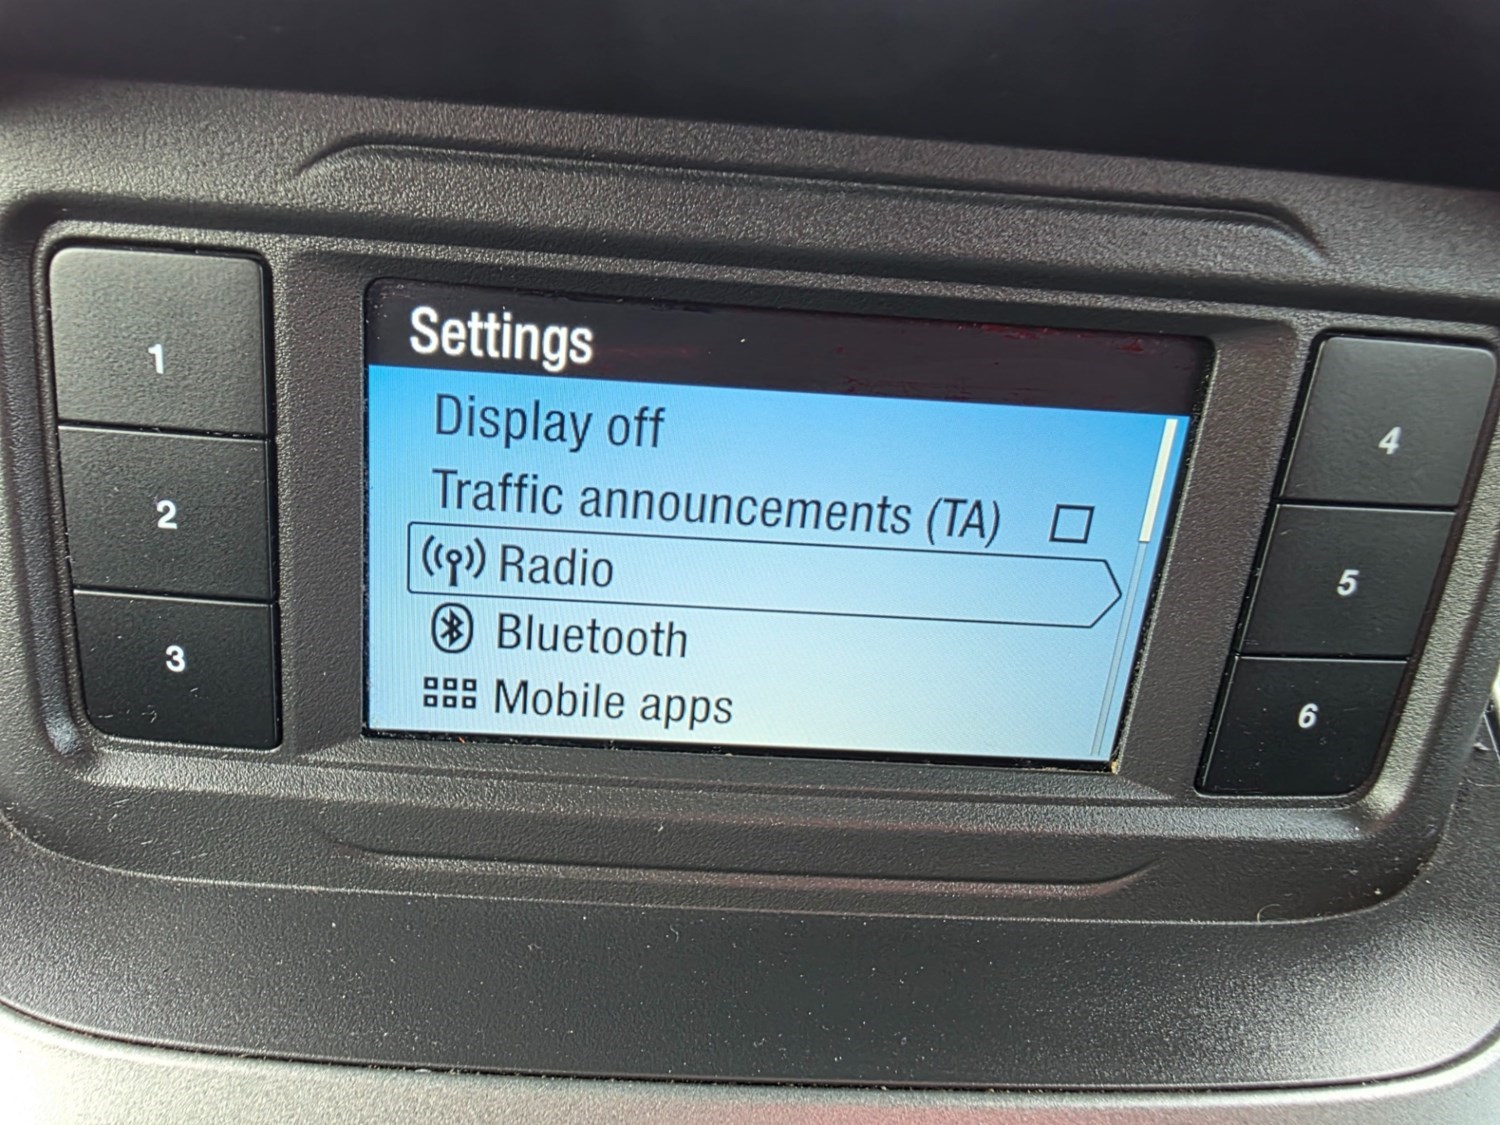 Settings
Display off
Traffic announcements (TA)
Radio
Bluetooth
Mobile apps
1
2
3
4
5
6